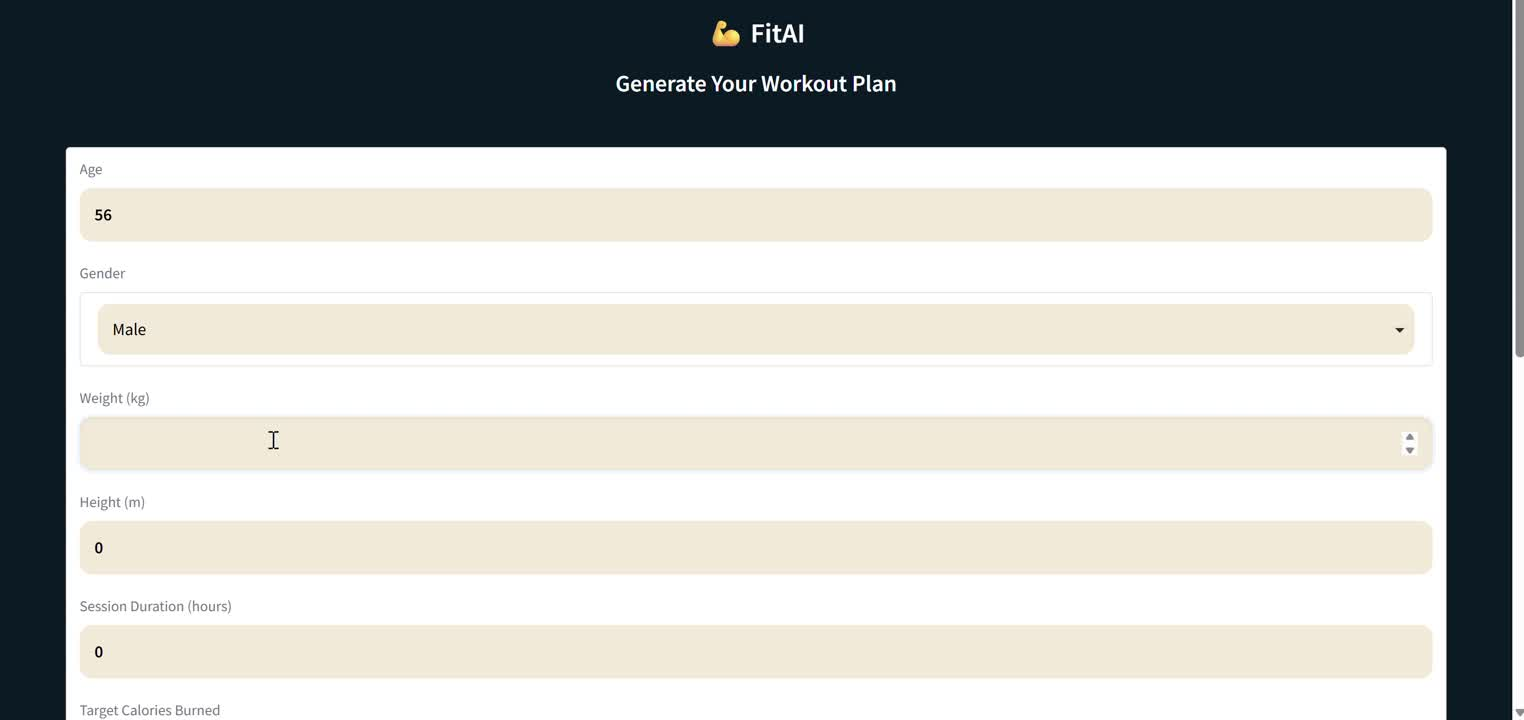 💪 FitAI
Generate Your Workout Plan
Age
56
Gender
Male
Weight (kg)
Height (m)
0
Session Duration (hours)
0
Target Calories Burned